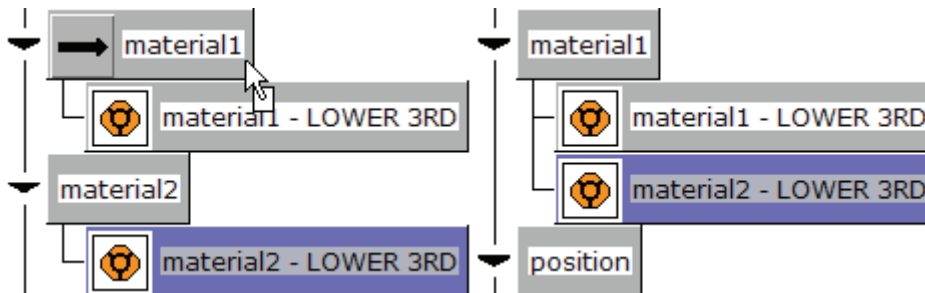 material1
material1 - LOWER 3RD
material2
material2 - LOWER 3RD
material1
material1 - LOWER 3RD
material2 - LOWER 3RD
position